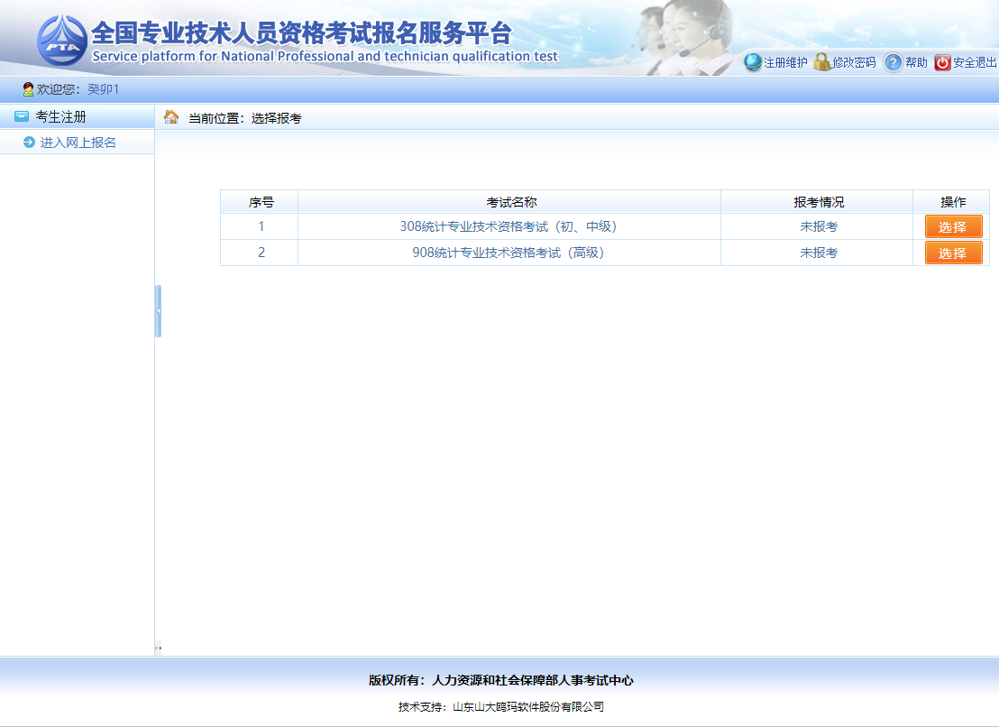 全国专业技术人员资格考试报名服务平台
PTA
Service platform for National Professional and technician qualification test
注册维护 修改密码 ? 帮助 安全退出
欢迎您：癸卯1
考生注册
当前位置：选择报考
进入网上报名
序号 考试名称 报考情况 操作
1 308统计专业技术资格考试（初、中级） 未报考 选择
2 908统计专业技术资格考试（高级） 未报考 选择
版权所有：人力资源和社会保障部人事考试中心
技术支持：山东山大鸥玛软件股份有限公司